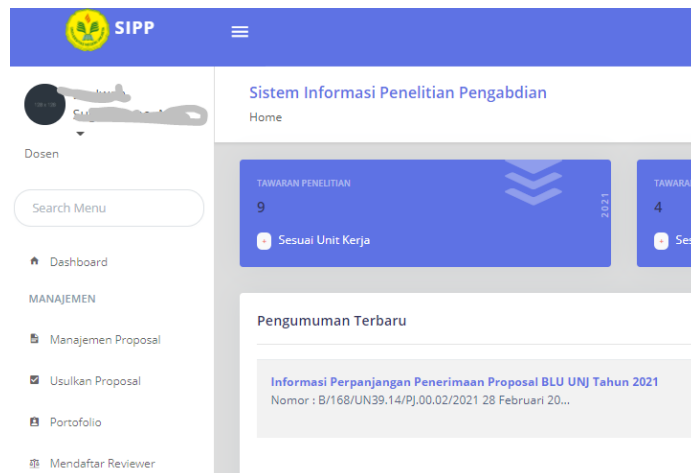 SIPP
Dosen
Search Menu
Dashboard
MANAJEMEN
Manajemen Proposal
Usulkan Proposal
Portofolio
Mendaftar Reviewer
Sistem Informasi Penelitian Pengabdian
Home
TAWARAN PENELITIAN
9
2021
Sesuai Unit Kerja
4
Pengumuman Terbaru
Informasi Perpanjangan Penerimaan Proposal BLU UNJ Tahun 2021
Nomor : B/168/UN39.14/PJ.00.02/2021 28 Februari 20...